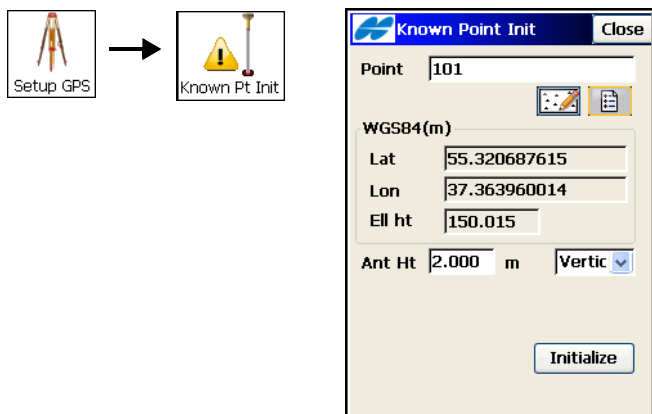 Setup GPS
Known Pt Init
Known Point Init Close
Point 101
WGS84(m)
Lat 55.320687615
Lon 37.363960014
Ell ht 150.015
Ant Ht 2.000 m Vertic
Initialize